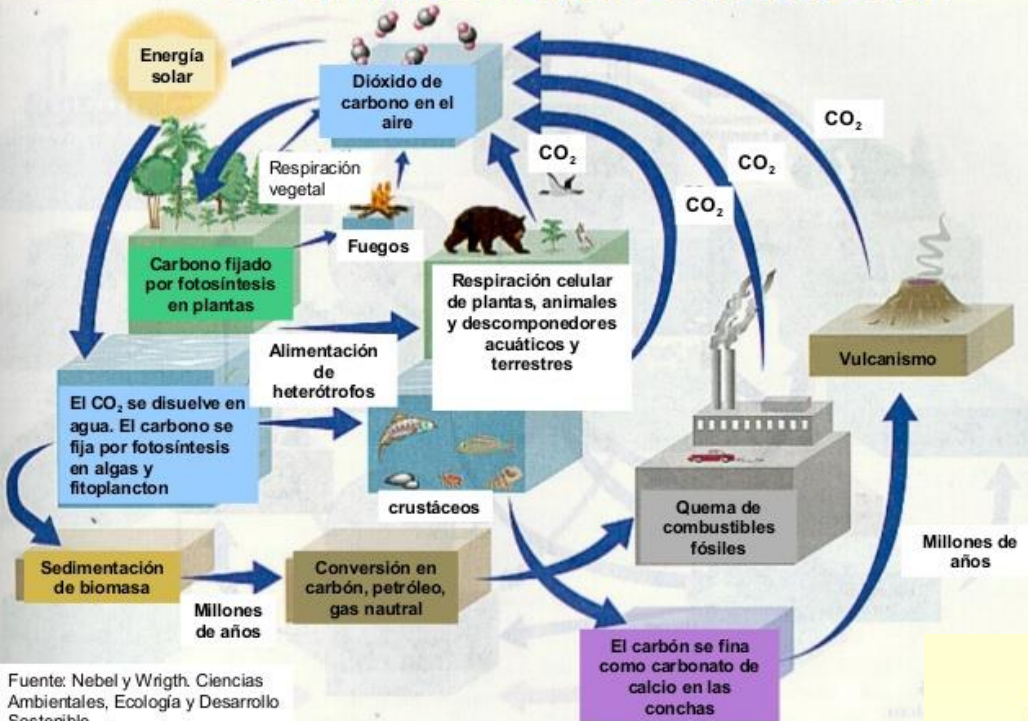 Energía
solar
Dióxido de
carbono en el
aire
CO2
CO2
CO2
CO2
Respiración
vegetal
Fuegos
Carbono fijado
por fotosíntesis
en plantas
Respiración celular
de plantas, animales
y descomponedores
acuáticos y
terrestres
Vulcanismo
Alimentación
de
heterótrofos
El CO2 se disuelve en
agua. El carbono se
fija por fotosíntesis
en algas y
fitoplancton
crustáceos
Quema de
combustibles
fósiles
Millones de
años
Sedimentación
de biomasa
Millones
de años
Conversión en
carbón, petróleo,
gas nautral
El carbón se fina
como carbonato de
calcio en las
conchas
Fuente: Nebel y Wrigth. Ciencias
Ambientales, Ecología y Desarrollo
Sostenible